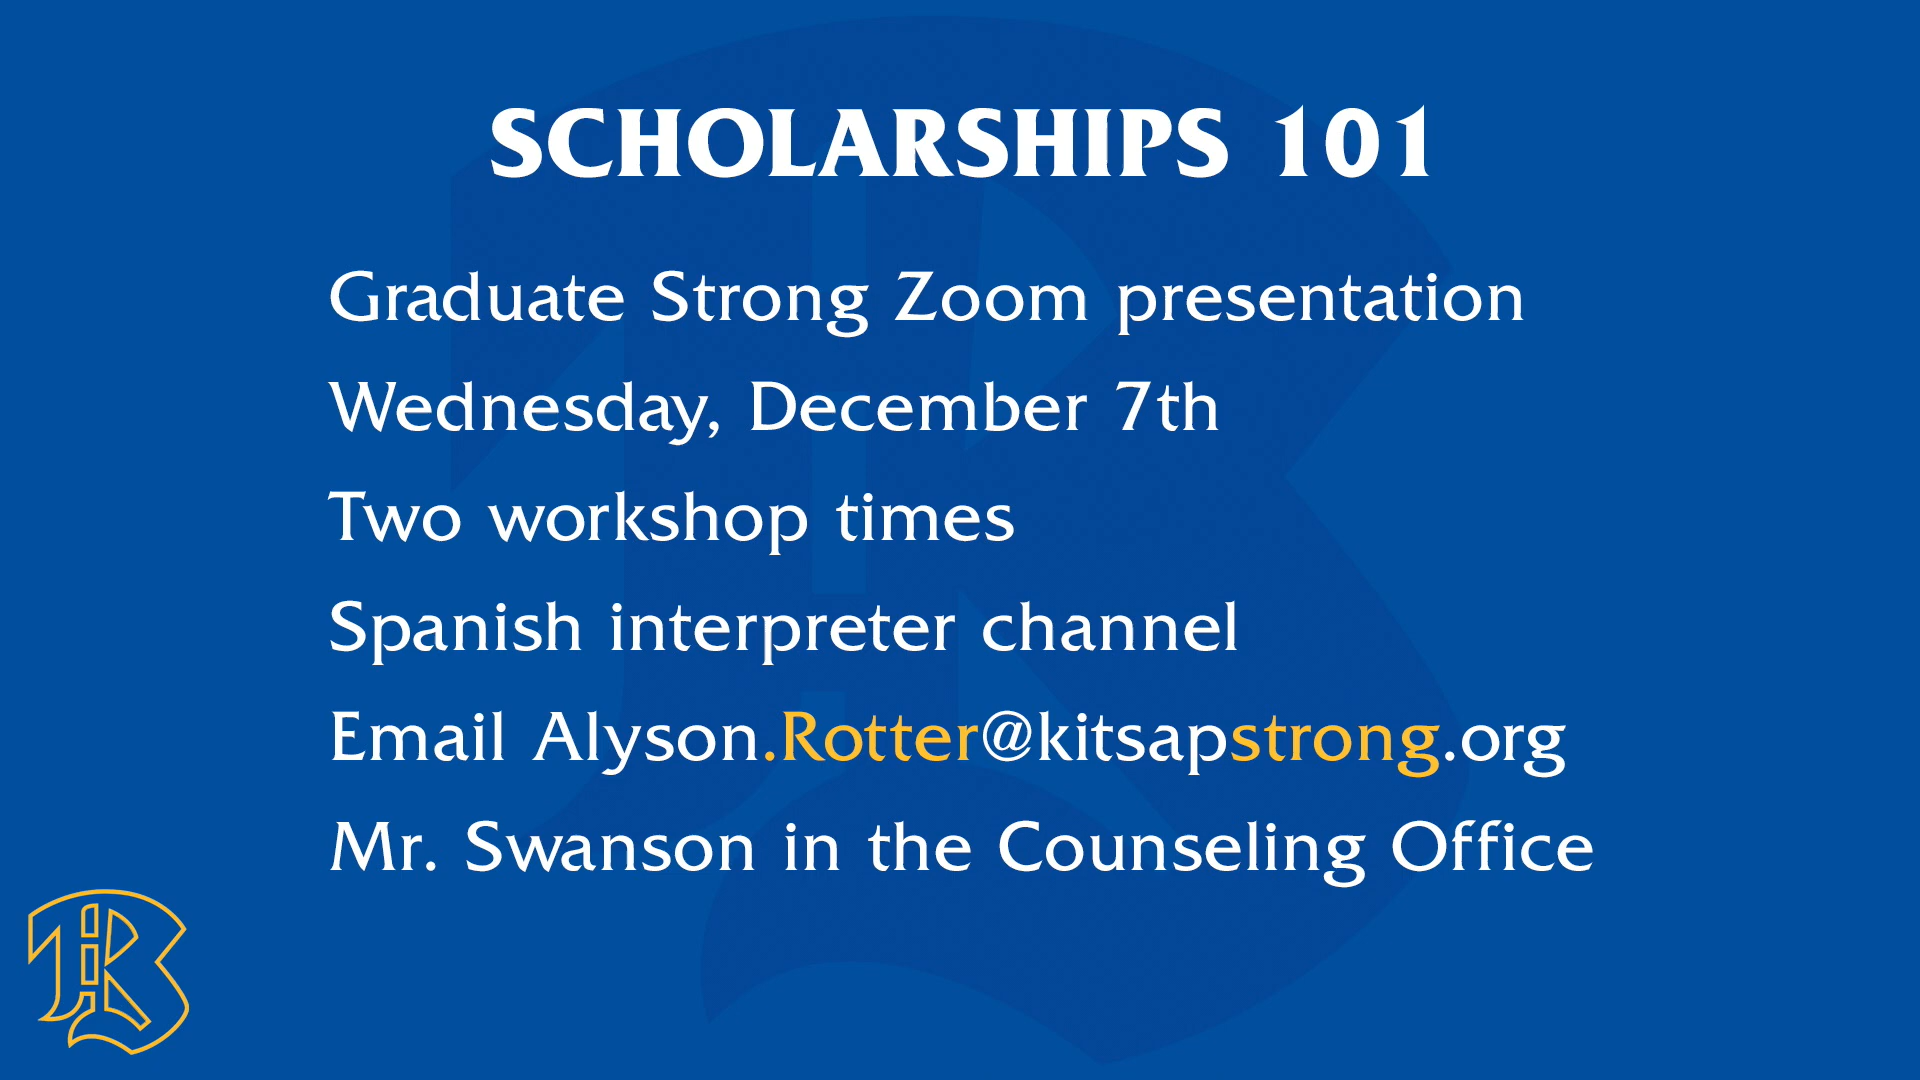 SCHOLARSHIPS 101
Graduate Strong Zoom presentation
Wednesday, December 7th
Two workshop times
Spanish interpreter channel
Email Alyson.Rotter@kitsapstrong.org
Mr. Swanson in the Counseling Office